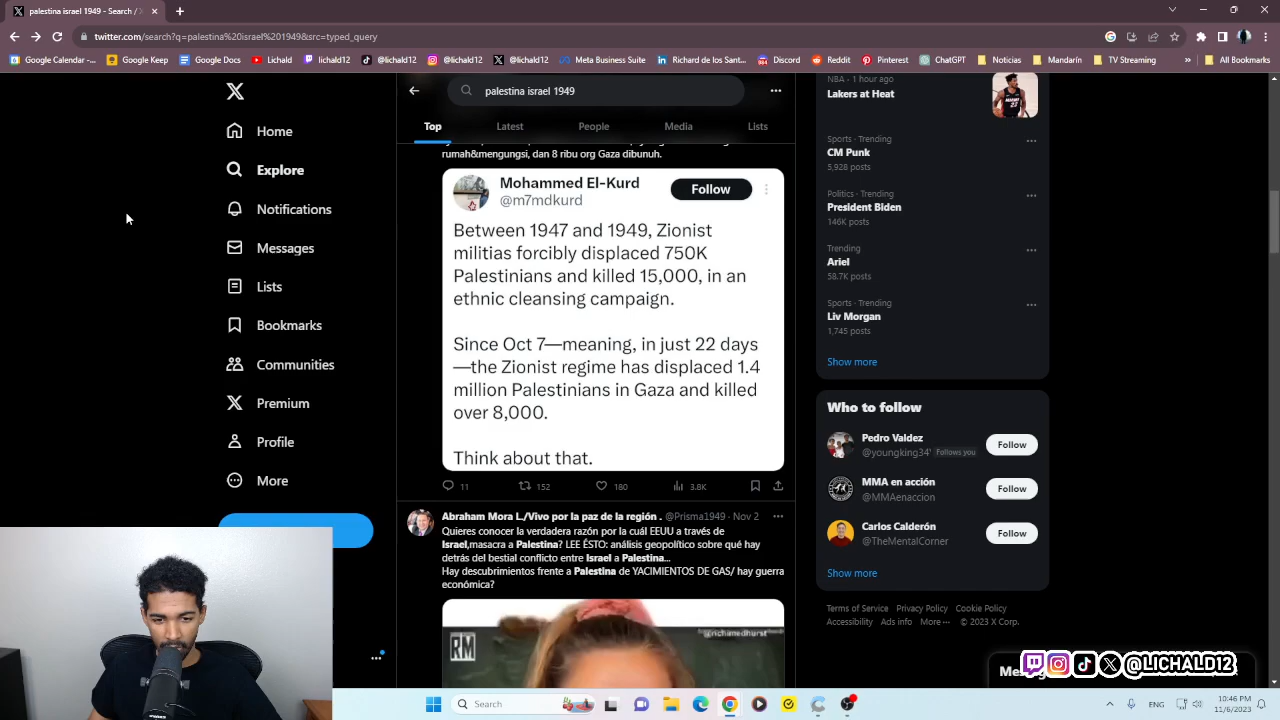 palestina israel 1949 - Search / X
twitter.com/search?q=palestina%20israel%201949&src=typed_query
Google Calendar -... Google Keep Google Docs Lichald lichald12 @lichald12 @lichald12 @lichald12 Meta Business Suite Richard de los Sant... Discord Reddit Pinterest ChatGPT Noticias Mandarín TV Streaming » All Bookmarks
palestina israel 1949
Top Latest People Media Lists
Home
Explore
Notifications
Messages
Lists
Bookmarks
Communities
Premium
Profile
More
rumah&mengungsi, dan 8 ribu org Gaza dibunuh.
Mohammed El-Kurd
@m7mdkurd
Follow
Between 1947 and 1949, Zionist
militias forcibly displaced 750K
Palestinians and killed 15,000, in an
ethnic cleansing campaign.
Since Oct 7—meaning, in just 22 days
—the Zionist regime has displaced 1.4
million Palestinians in Gaza and killed
over 8,000.
Think about that.
11 152 180 3.8K
Abraham Mora L./Vivo por la paz de la región . @Prisma1949 · Nov 2
Quieres conocer la verdadera razón por la cuál EEUU a través de
Israel,masacra a Palestina? LEE ÉSTO: análisis geopolítico sobre qué hay
detrás del bestial conflicto entre Israel a Palestina...
Hay descubrimientos frente a Palestina de YACIMIENTOS DE GAS/ hay guerra
económica?
RM
@richamedhurst
NBA · 1 hour ago
Lakers at Heat
Sports · Trending
CM Punk
5,928 posts
Politics · Trending
President Biden
146K posts
Trending
Ariel
58.7K posts
Sports · Trending
Liv Morgan
1,745 posts
Show more
Who to follow
Pedro Valdez
@youngking34 Follows you
Follow
MMA en acción
@MMAenaccion
Follow
Carlos Calderón
@TheMentalCorner
Follow
Show more
Terms of Service Privacy Policy Cookie Policy
Accessibility Ads info More ··· © 2023 X Corp.
@LICHALD12
Search
ENG
10:46 PM
11/6/2023